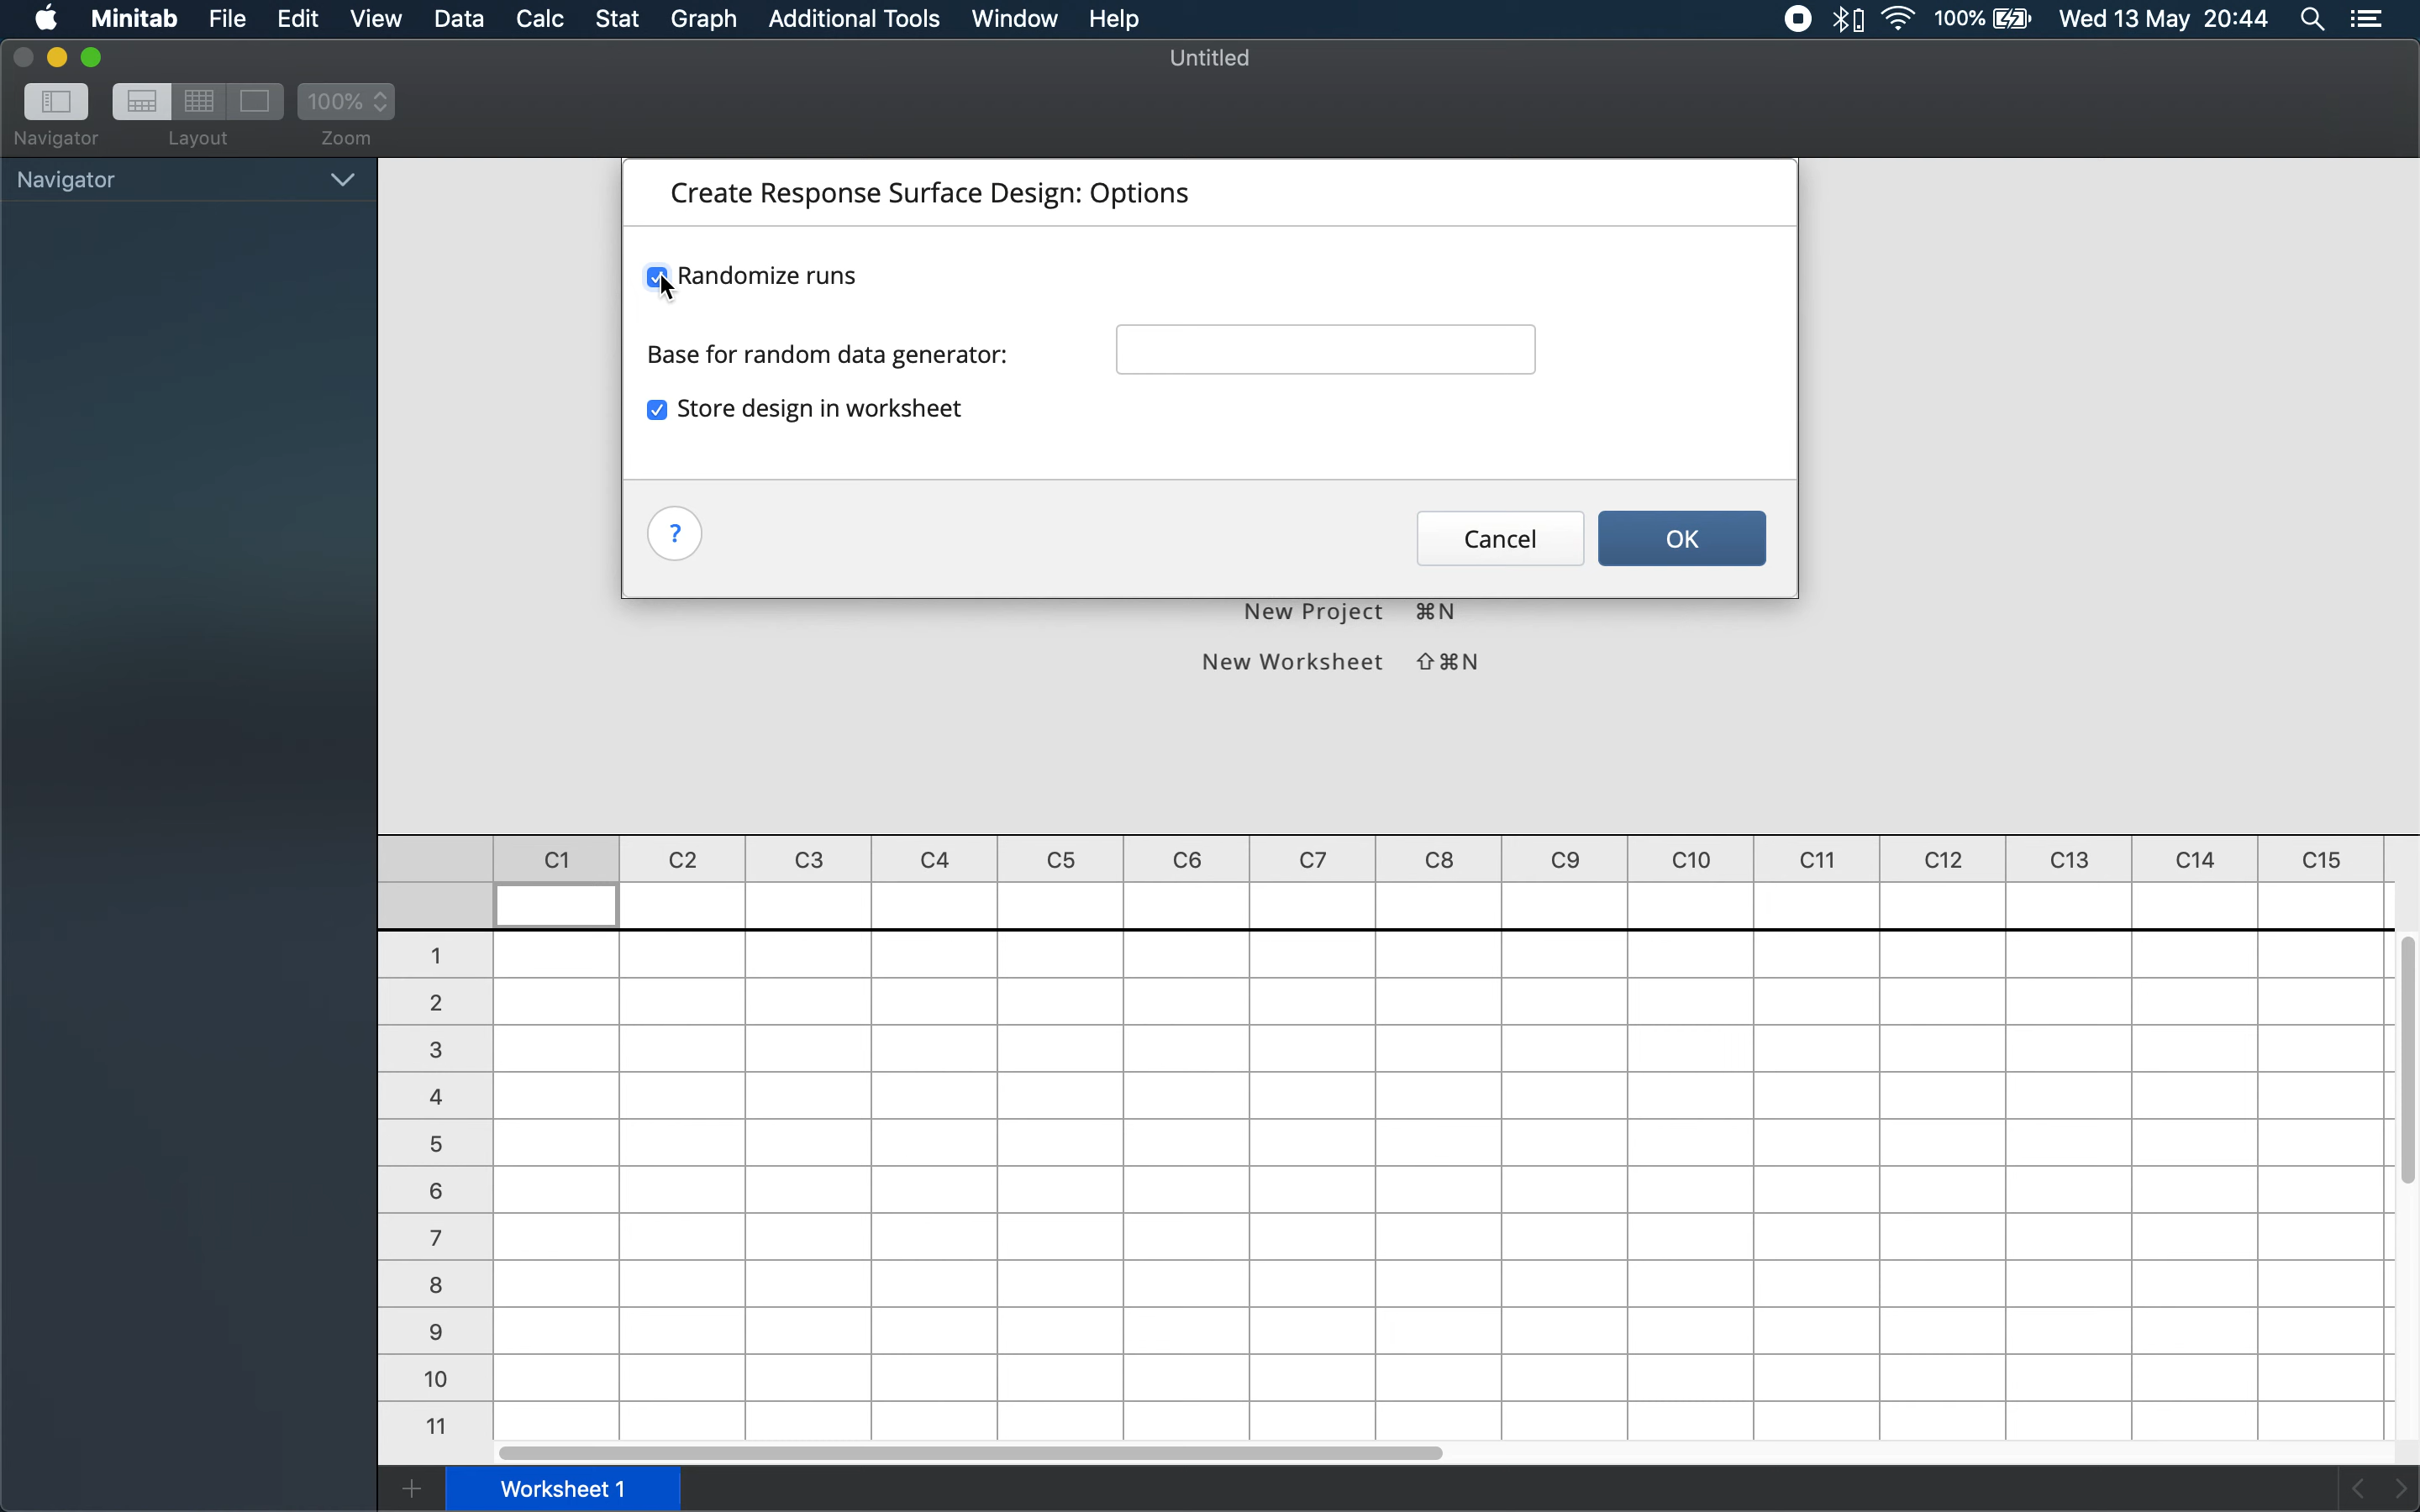 Minitab File Edit View Data Calc Stat Graph Additional Tools Window Help 100% Wed 13 May 20:44
Untitled
100%
Navigator Layout Zoom
Navigator
Create Response Surface Design: Options
Randomize runs
Base for random data generator:
Store design in worksheet
? Cancel OK
New Project ⌘N
New Worksheet ⇧⌘N
C1 C2 C3 C4 C5 C6 C7 C8 C9 C10 C11 C12 C13 C14 C15
1
2
3
4
5
6
7
8
9
10
11
+ Worksheet 1